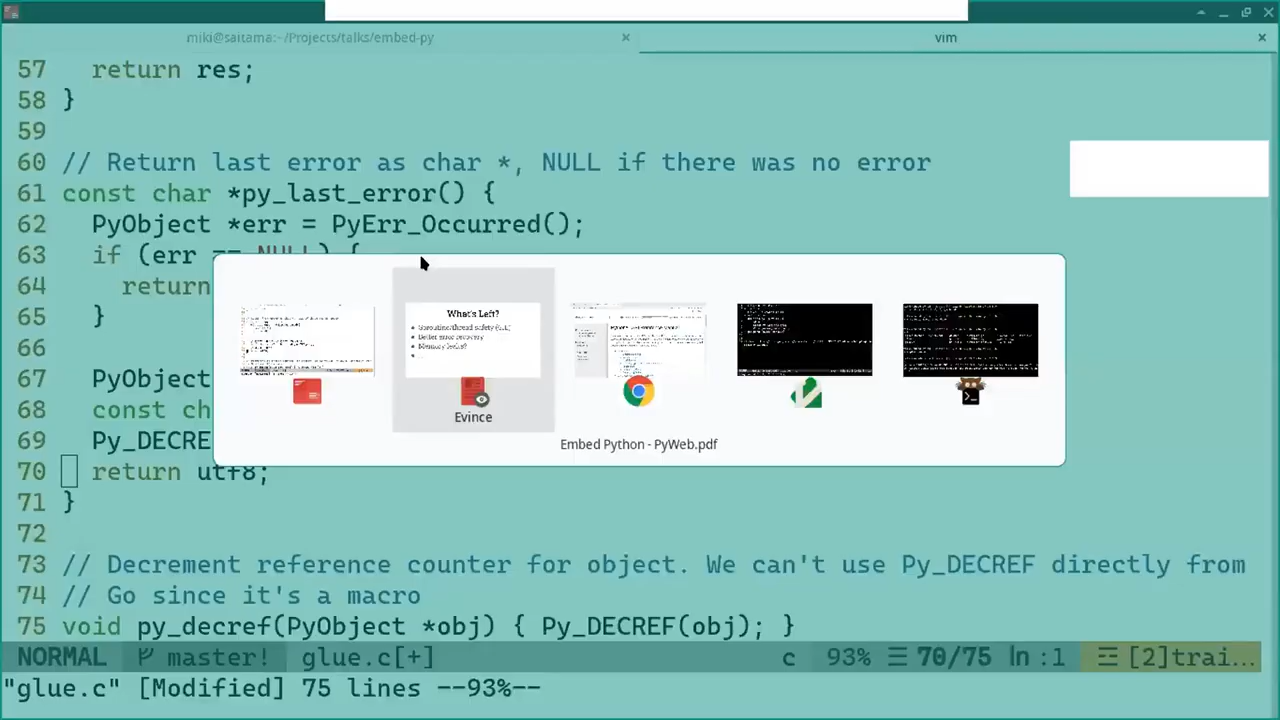 miki@saitama:~/Projects/talks/embed-py
vim
57 return res;
58 }
59
60 // Return last error as char *, NULL if there was no error
61 const char *py_last_error() {
62 PyObject *err = PyErr_Occurred();
63 if (err == NULL) {
64 return
65 }
66
67 PyObject
68 const ch
69 Py_DECRE
70 return utf8;
71 }
72
73 // Decrement reference counter for object. We can't use Py_DECREF directly from
74 // Go since it's a macro
75 void py_decref(PyObject *obj) { Py_DECREF(obj); }
What's Left?
Evince
Embed Python - PyWeb.pdf
NORMAL master! glue.c[+] c 93% ☰ 70/75 ln :1 ☲ [2]trai…
"glue.c" [Modified] 75 lines --93%--